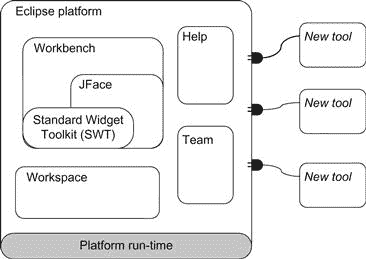 Eclipse platform
Workbench
JFace
Standard Widget
Toolkit (SWT)
Workspace
Help
Team
Platform run-time
New tool
New tool
New tool